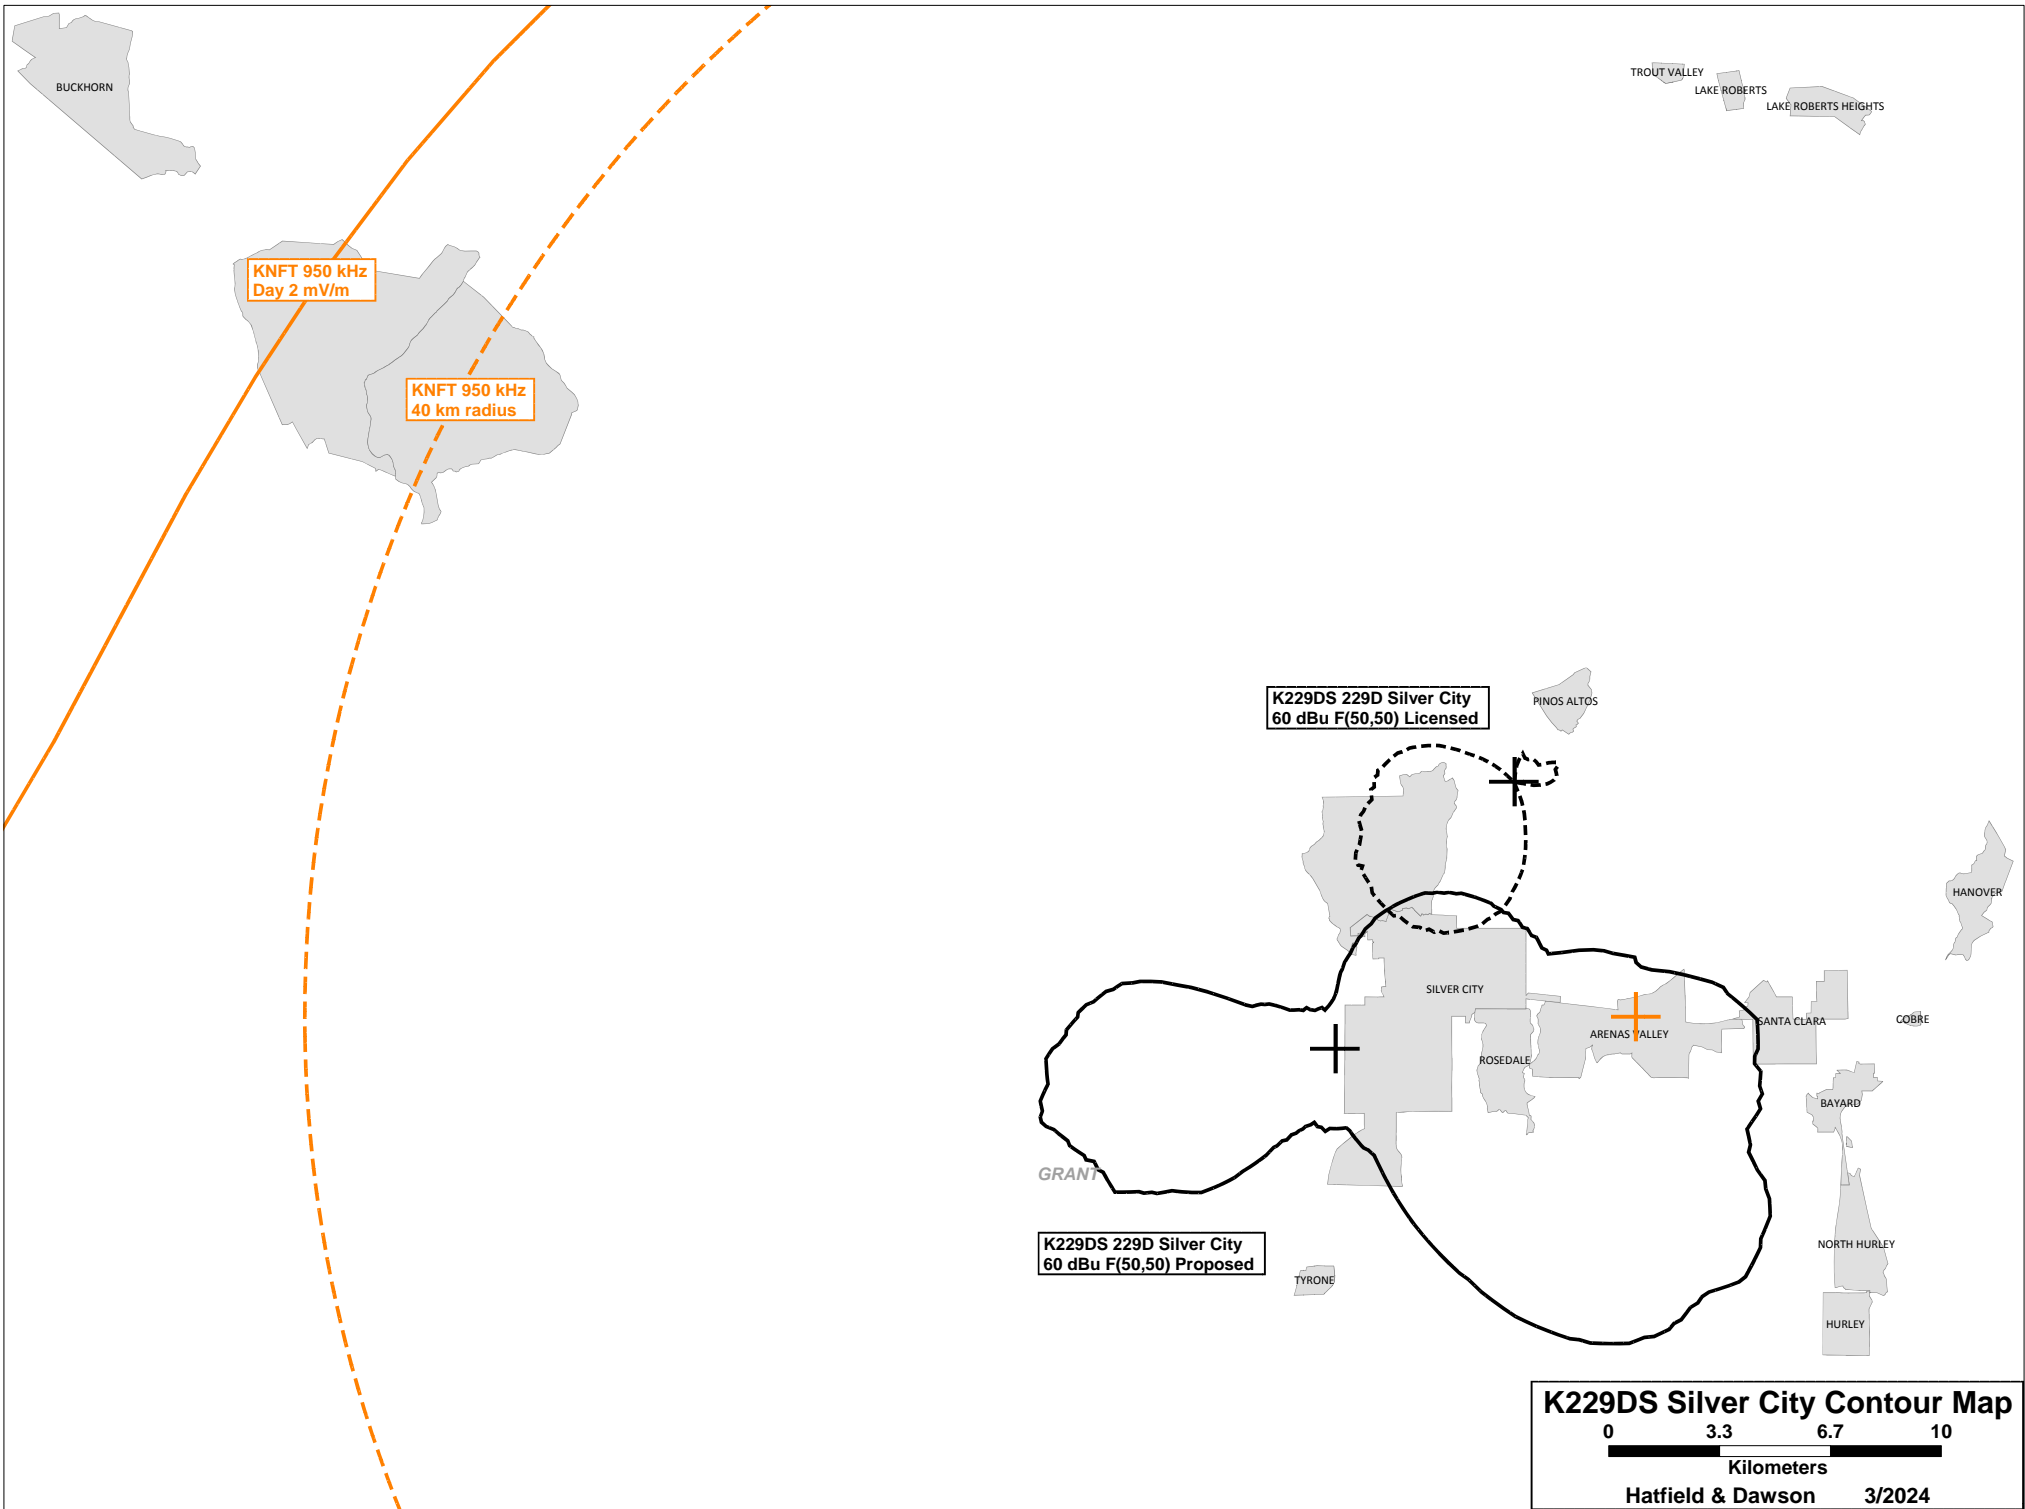 BUCKHORN
TROUT VALLEY
LAKE ROBERTS
LAKE ROBERTS HEIGHTS
KNFT 950 kHz
Day 2 mV/m
KNFT 950 kHz
40 km radius
K229DS 229D Silver City
60 dBu F(50,50) Licensed
PINOS ALTOS
HANOVER
SILVER CITY
SANTA CLARA
COBRE
ARENAS VALLEY
ROSEDALE
BAYARD
GRANT
K229DS 229D Silver City
60 dBu F(50,50) Proposed
NORTH HURLEY
TYRONE
HURLEY
K229DS Silver City Contour Map
0 3.3 6.7 10
Kilometers
Hatfield & Dawson 3/2024